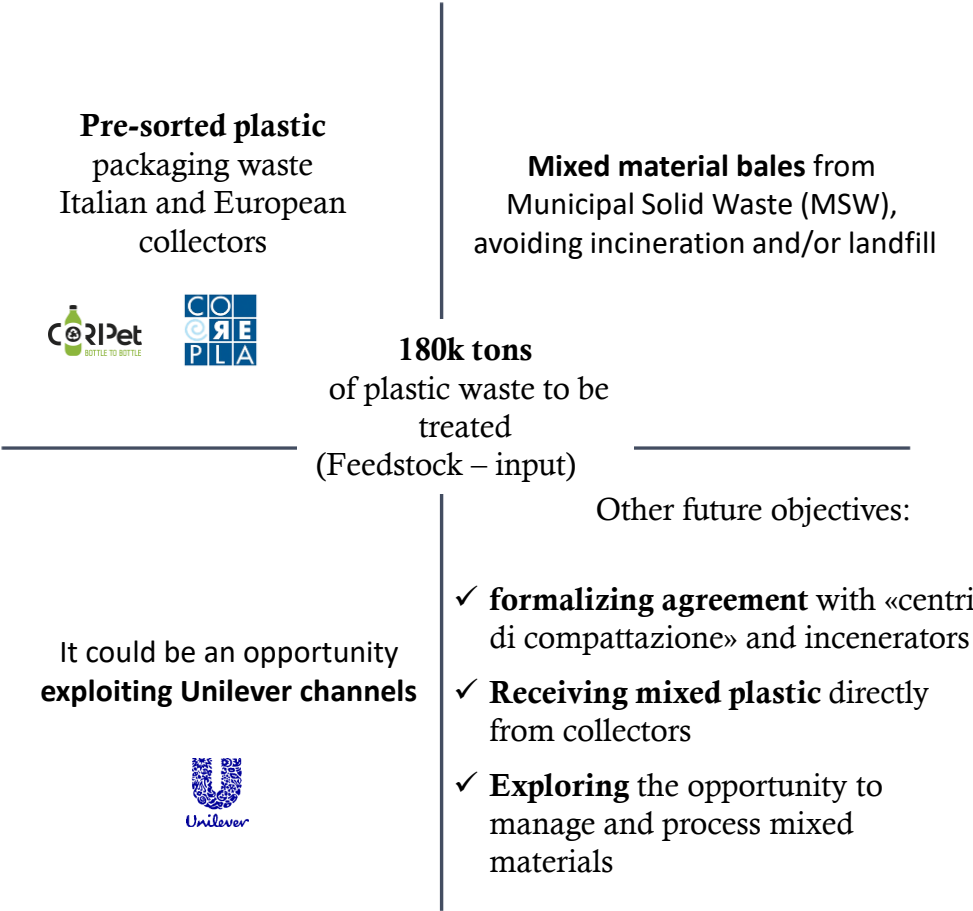 Pre-sorted plastic
packaging waste
Italian and European
collectors
CORIPet
BOTTLE TO BOTTLE
CO
RE
PLA
Mixed material bales from
Municipal Solid Waste (MSW),
avoiding incineration and/or landfill
180k tons
of plastic waste to be
treated
(Feedstock – input)
It could be an opportunity
exploiting Unilever channels
Unilever
Other future objectives:
✓ formalizing agreement with «centri
di compattazione» and incenerators
✓ Receiving mixed plastic directly
from collectors
✓ Exploring the opportunity to
manage and process mixed
materials